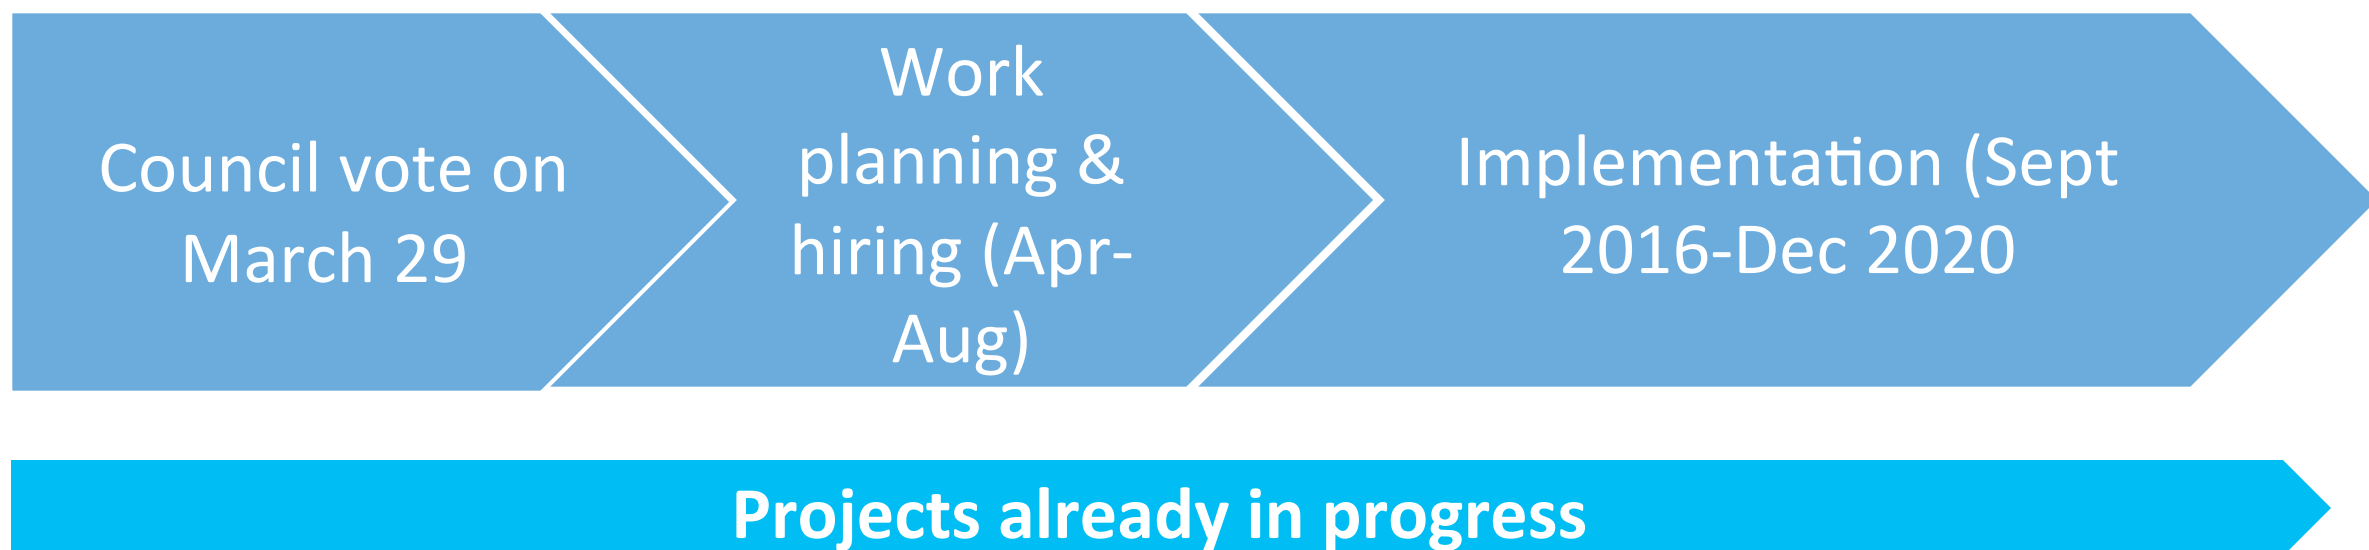 Council vote on
March 29
Work
planning &
hiring (Apr-
Aug)
Implementation (Sept
2016-Dec 2020
Projects already in progress